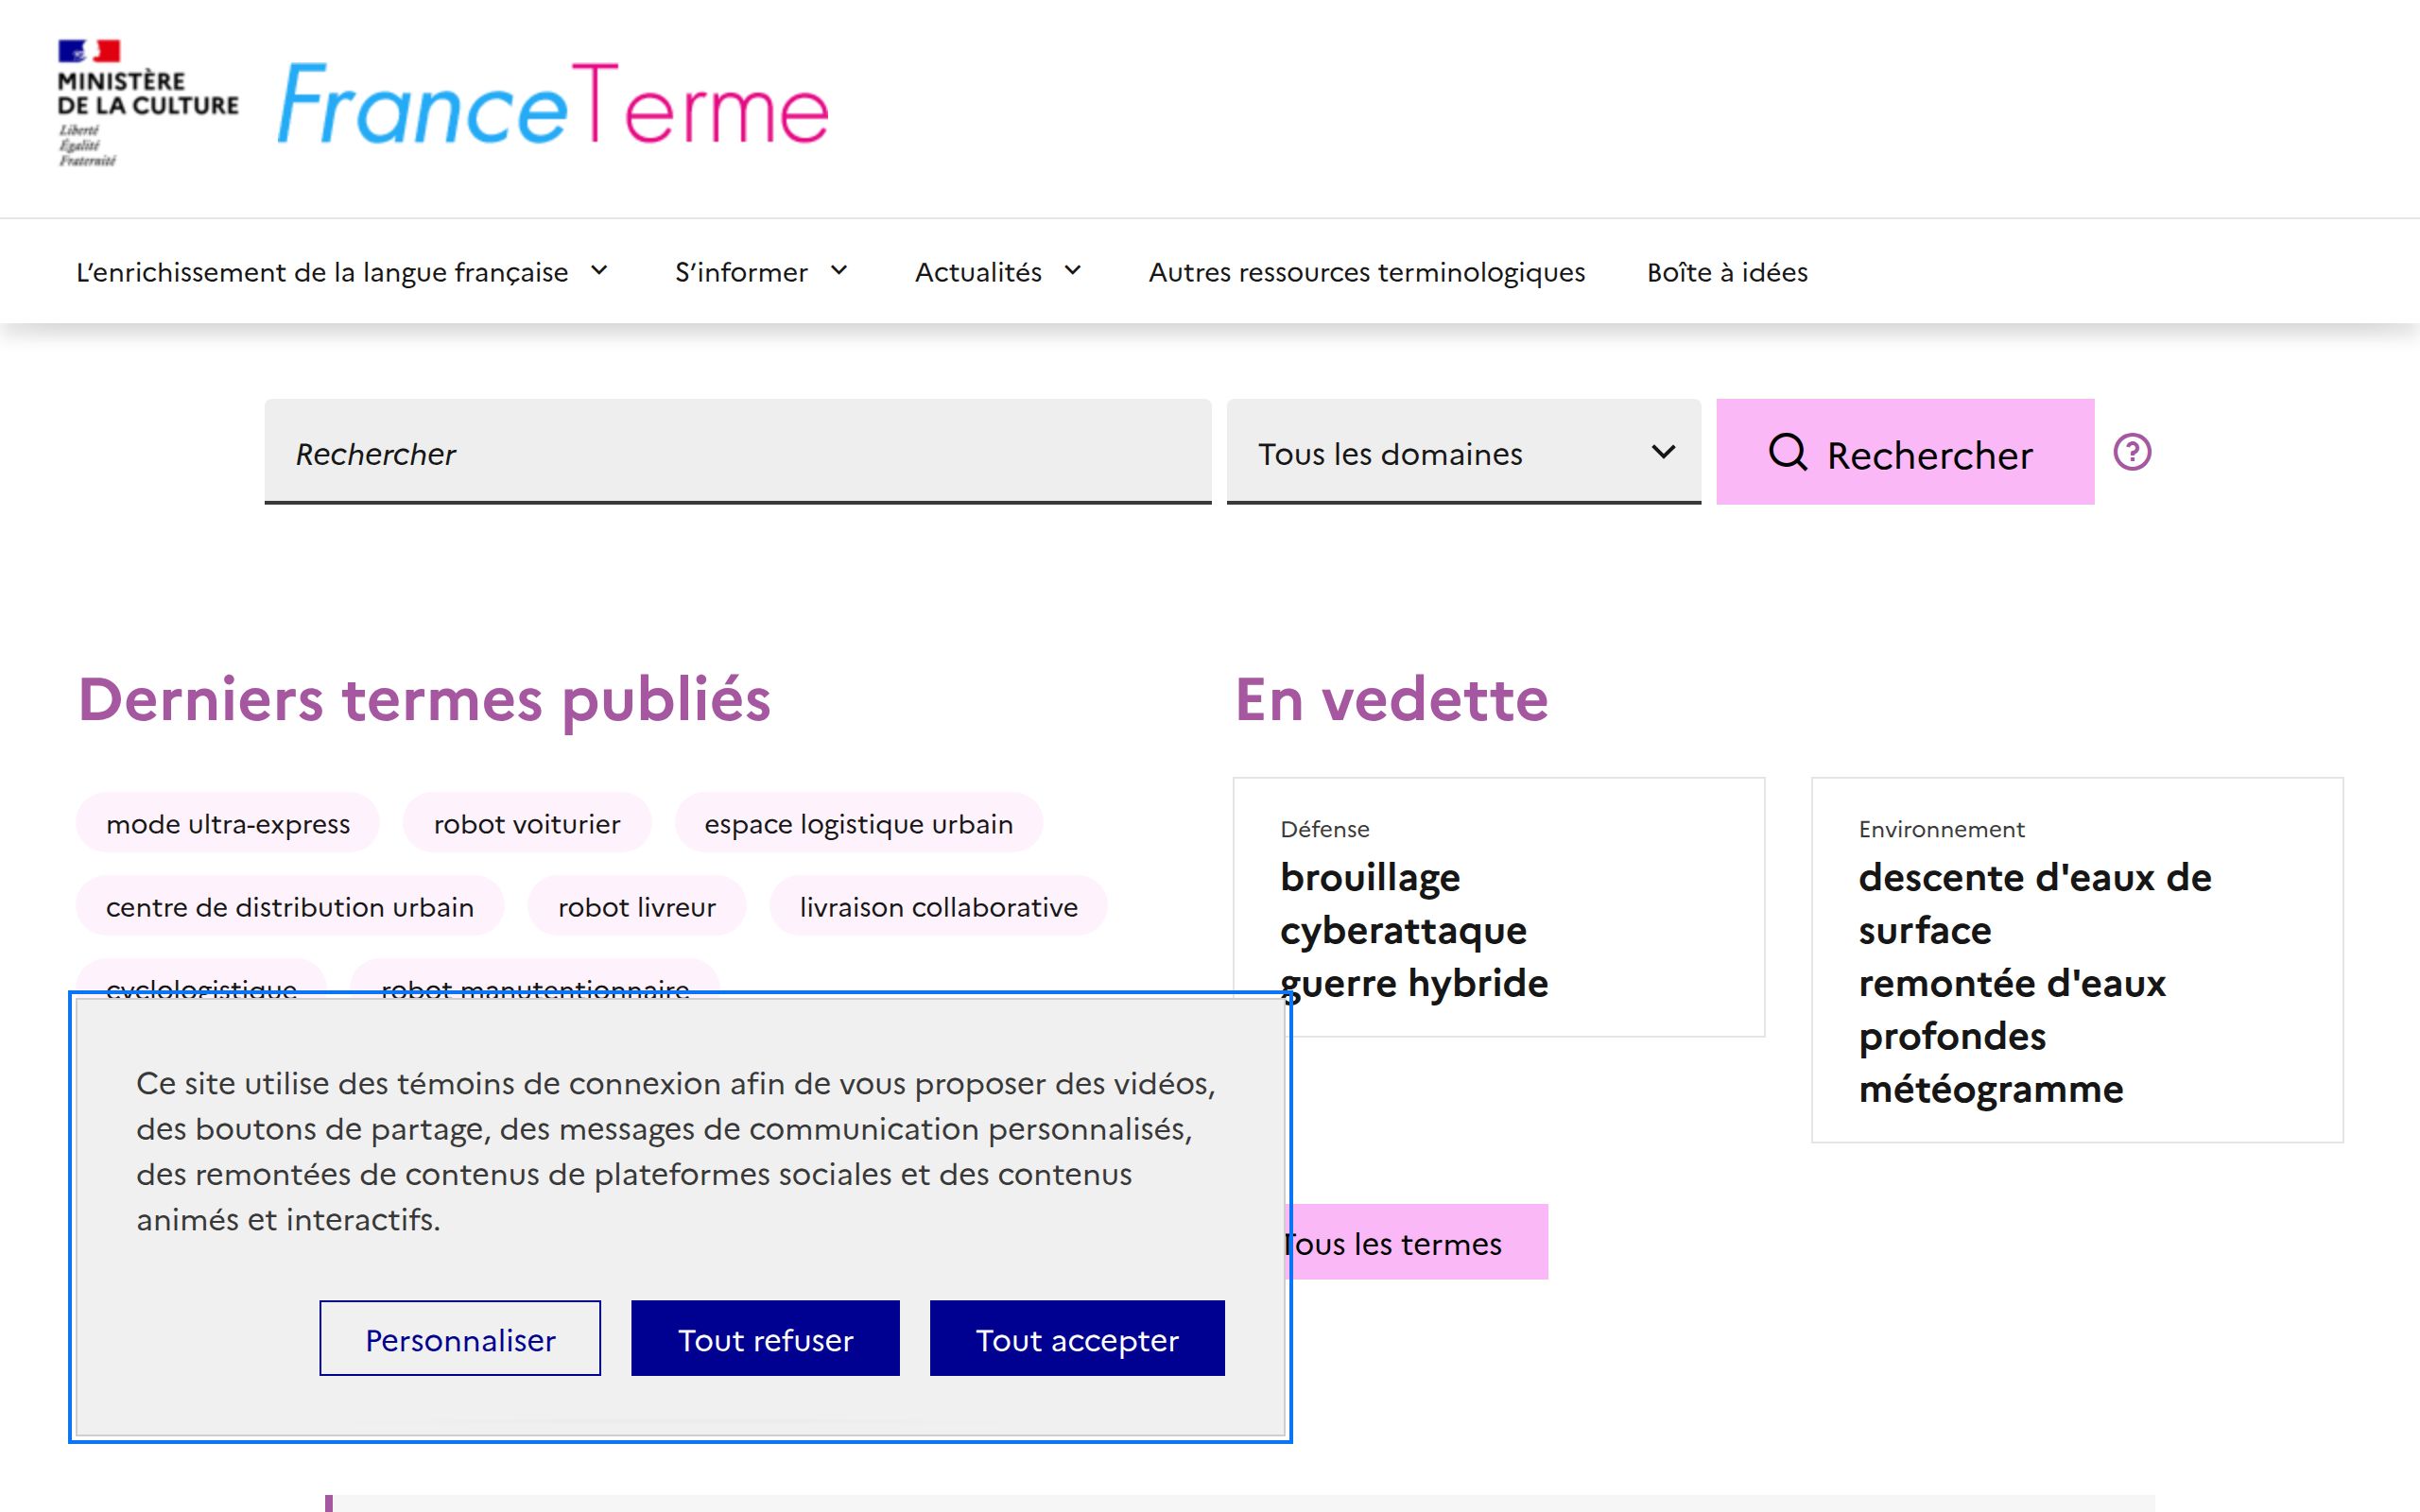 MINISTÈRE
DE LA CULTURE
Liberté
Égalité
Fraternité
FranceTerme
L’enrichissement de la langue française
S’informer
Actualités
Autres ressources terminologiques
Boîte à idées
Rechercher
Tous les domaines
Rechercher
?
Derniers termes publiés
mode ultra-express
robot voiturier
espace logistique urbain
centre de distribution urbain
robot livreur
livraison collaborative
cyclologistique
robot manutentionnaire
En vedette
Défense
brouillage
cyberattaque
guerre hybride
Environnement
descente d'eaux de
surface
remontée d'eaux
profondes
météogramme
Tous les termes
Ce site utilise des témoins de connexion afin de vous proposer des vidéos,
des boutons de partage, des messages de communication personnalisés,
des remontées de contenus de plateformes sociales et des contenus
animés et interactifs.
Personnaliser
Tout refuser
Tout accepter